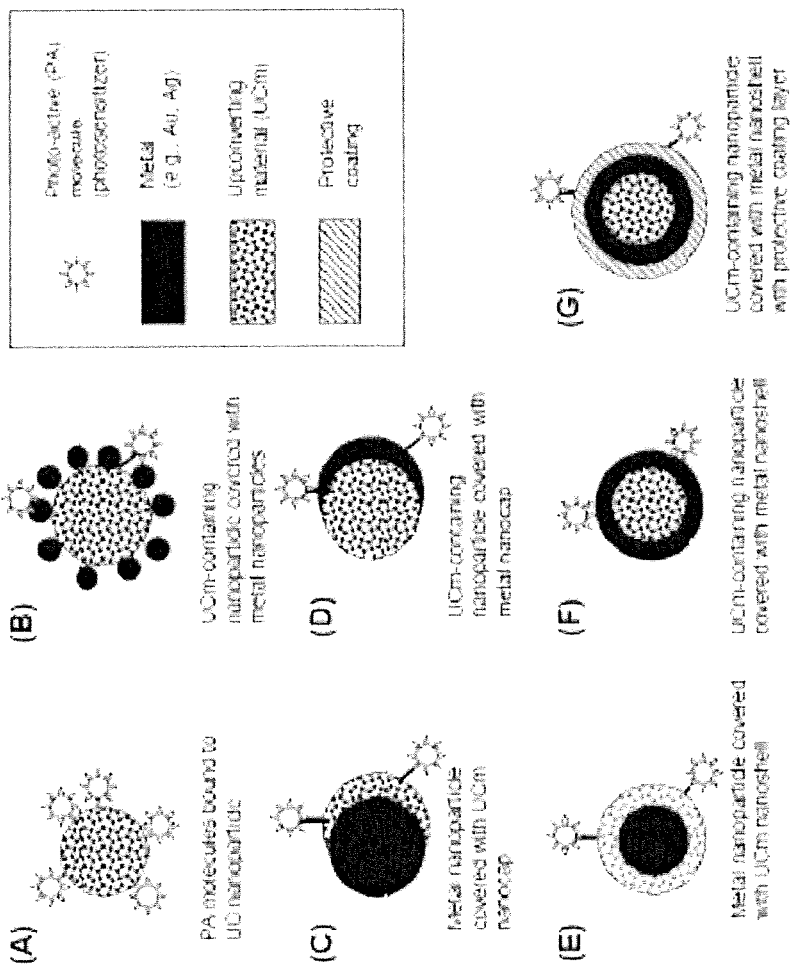 (A)
PA molecules bound to
UC nanoparticle
(B)
UCm-containing
nanoparticle covered with
metal nanoparticles
Photo-active (PA)
molecule
(photosensitizer)
Metal
(e.g., Au, Ag)
Upconverting
material (UCm)
Protective
coating
(C)
Metal nanoparticle
covered with UCm
nanocap
(D)
UCm-containing
nanoparticle covered with
metal nanocap
(E)
Metal nanoparticle covered
with UCm nanoshell
(F)
UCm-containing nanoparticle
covered with metal nanoshell
(G)
UCm-containing nanoparticle
covered with metal nanoshell
with protective coating layer